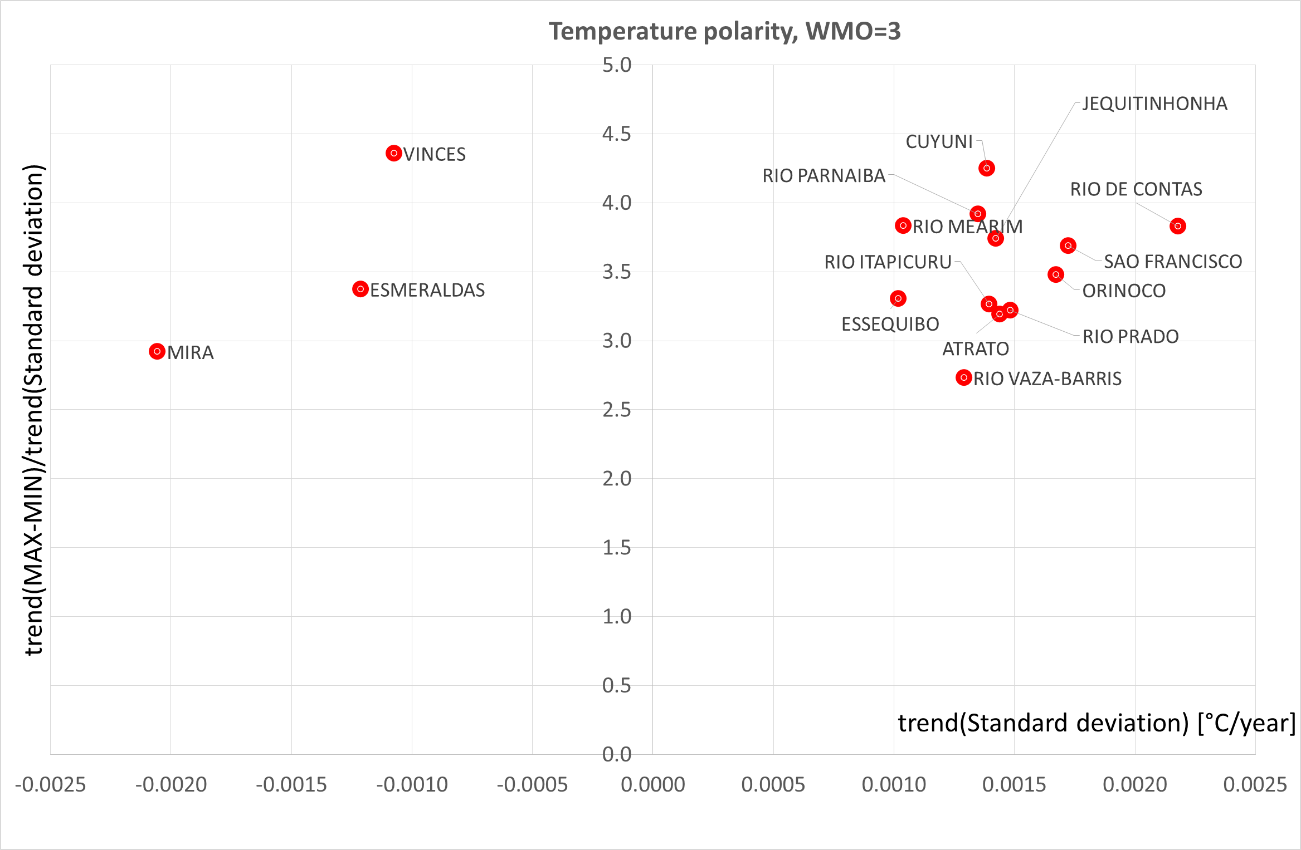 Temperature polarity, WMO=3
trend(MAX-MIN)/trend(Standard deviation)
5.0
4.5
4.0
3.5
3.0
2.5
2.0
1.5
1.0
0.5
0.0
JEQUITINHONHA
CUYUNI
VINCES
RIO PARNAIBA
RIO DE CONTAS
RIO MEARIM
RIO ITAPICURU
SAO FRANCISCO
ESMERALDAS
ORINOCO
ESSEQUIBO
RIO PRADO
ATRATO
MIRA
RIO VAZA-BARRIS
trend(Standard deviation) [°C/year]
-0.0025 -0.0020 -0.0015 -0.0010 -0.0005 0.0000 0.0005 0.0010 0.0015 0.0020 0.0025